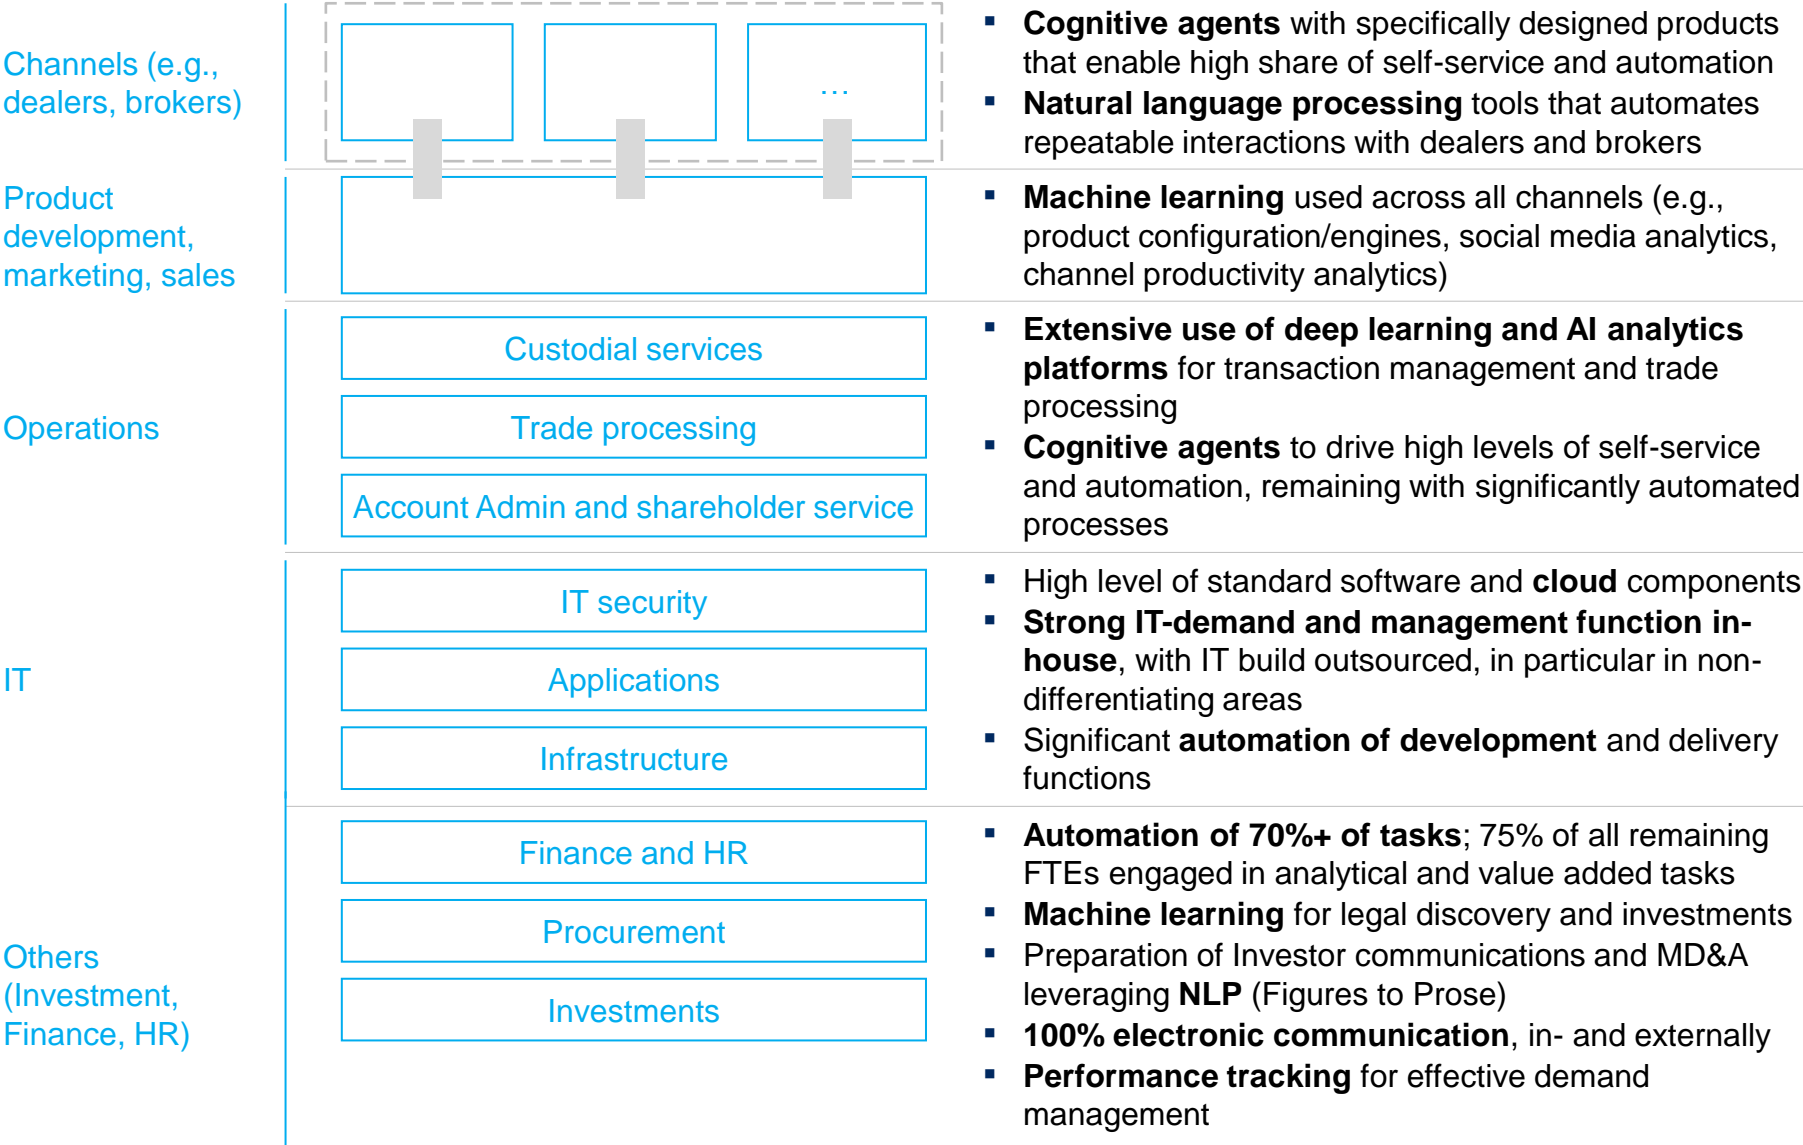 Channels (e.g.,
dealers, brokers)
…
▪ Cognitive agents with specifically designed products
that enable high share of self-service and automation
▪ Natural language processing tools that automates
repeatable interactions with dealers and brokers
Product
development,
marketing, sales
▪ Machine learning used across all channels (e.g.,
product configuration/engines, social media analytics,
channel productivity analytics)
Operations
Custodial services
Trade processing
Account Admin and shareholder service
▪ Extensive use of deep learning and AI analytics
platforms for transaction management and trade
processing
▪ Cognitive agents to drive high levels of self-service
and automation, remaining with significantly automated
processes
IT
IT security
Applications
Infrastructure
▪ High level of standard software and cloud components
▪ Strong IT-demand and management function in-
house, with IT build outsourced, in particular in non-
differentiating areas
▪ Significant automation of development and delivery
functions
Others
(Investment,
Finance, HR)
Finance and HR
Procurement
Investments
▪ Automation of 70%+ of tasks; 75% of all remaining
FTEs engaged in analytical and value added tasks
▪ Machine learning for legal discovery and investments
▪ Preparation of Investor communications and MD&A
leveraging NLP (Figures to Prose)
▪ 100% electronic communication, in- and externally
▪ Performance tracking for effective demand
management